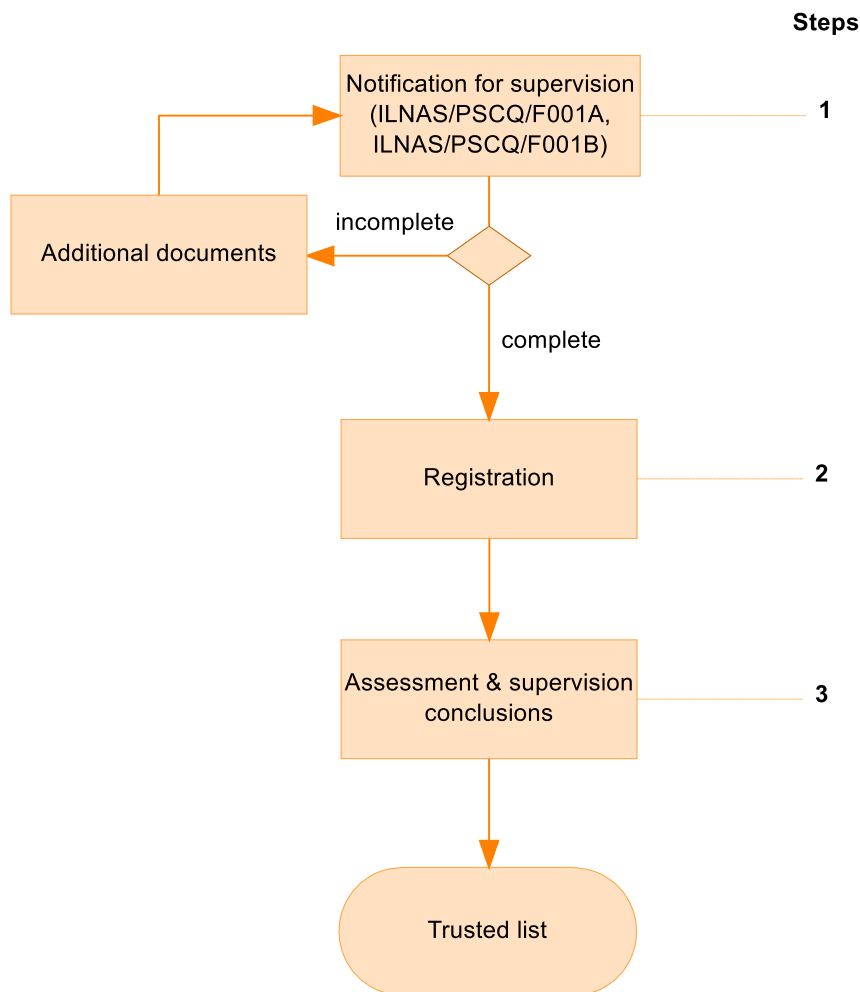 Steps
Notification for supervision
(ILNAS/PSCQ/F001A,
ILNAS/PSCQ/F001B)
1
incomplete
Additional documents
complete
Registration
2
Assessment & supervision
conclusions
3
Trusted list